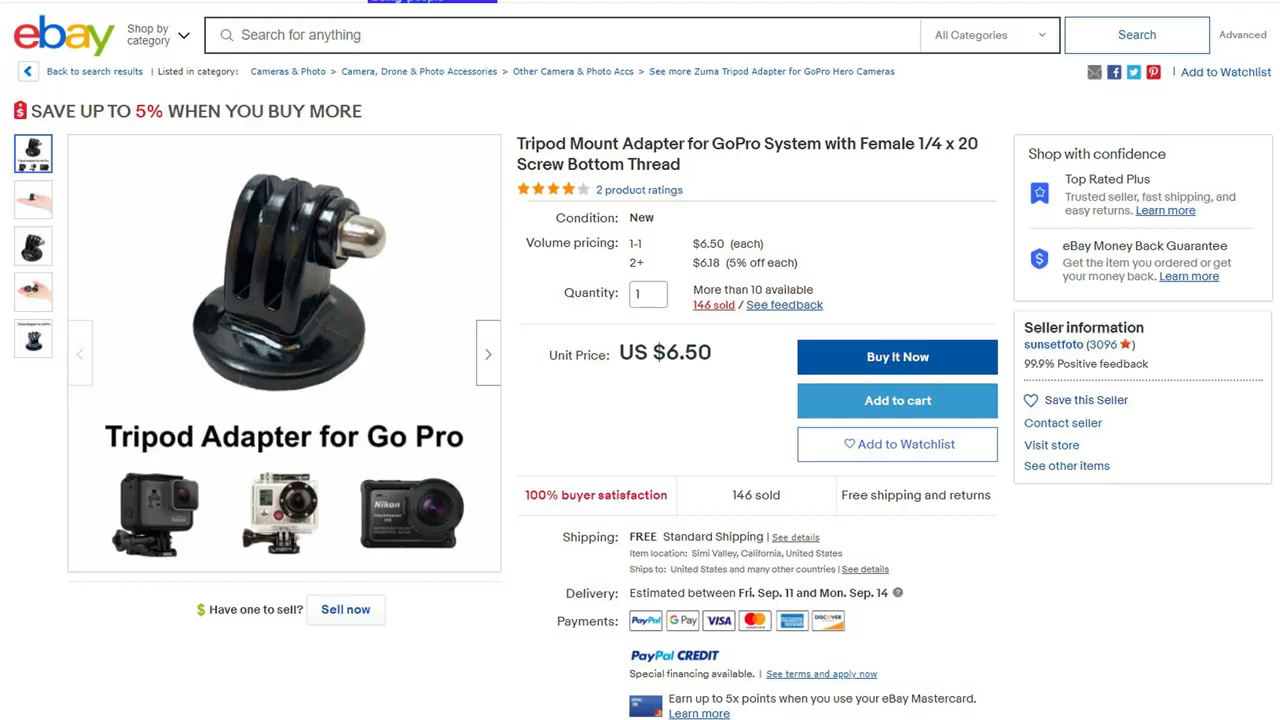 ebay
Shop by
category
Search for anything
All Categories
Search
Advanced
Back to search results | Listed in category: Cameras & Photo > Camera, Drone & Photo Accessories > Other Camera & Photo Accs > See more Zuma Tripod Adapter for GoPro Hero Cameras
| Add to Watchlist
SAVE UP TO 5% WHEN YOU BUY MORE
Tripod Adapter for Go Pro
Nikon
$ Have one to sell?
Sell now
Tripod Mount Adapter for GoPro System with Female 1/4 x 20
Screw Bottom Thread
2 product ratings
Condition: New
Volume pricing: 1-1 $6.50 (each)
2+ $6.18 (5% off each)
Quantity: 1
More than 10 available
146 sold / See feedback
Unit Price: US $6.50
Buy It Now
Add to cart
Add to Watchlist
100% buyer satisfaction
146 sold
Free shipping and returns
Shipping: FREE Standard Shipping | See details
Item location: Simi Valley, California, United States
Ships to: United States and many other countries | See details
Delivery: Estimated between Fri. Sep. 11 and Mon. Sep. 14
Payments: PayPal G Pay VISA DISCOVER
PayPal CREDIT
Special financing available. | See terms and apply now
Earn up to 5x points when you use your eBay Mastercard.
Learn more
Shop with confidence
Top Rated Plus
Trusted seller, fast shipping, and
easy returns. Learn more
eBay Money Back Guarantee
Get the item you ordered or get
your money back. Learn more
Seller information
sunsetfoto (3096 )
99.9% Positive feedback
Save this Seller
Contact seller
Visit store
See other items